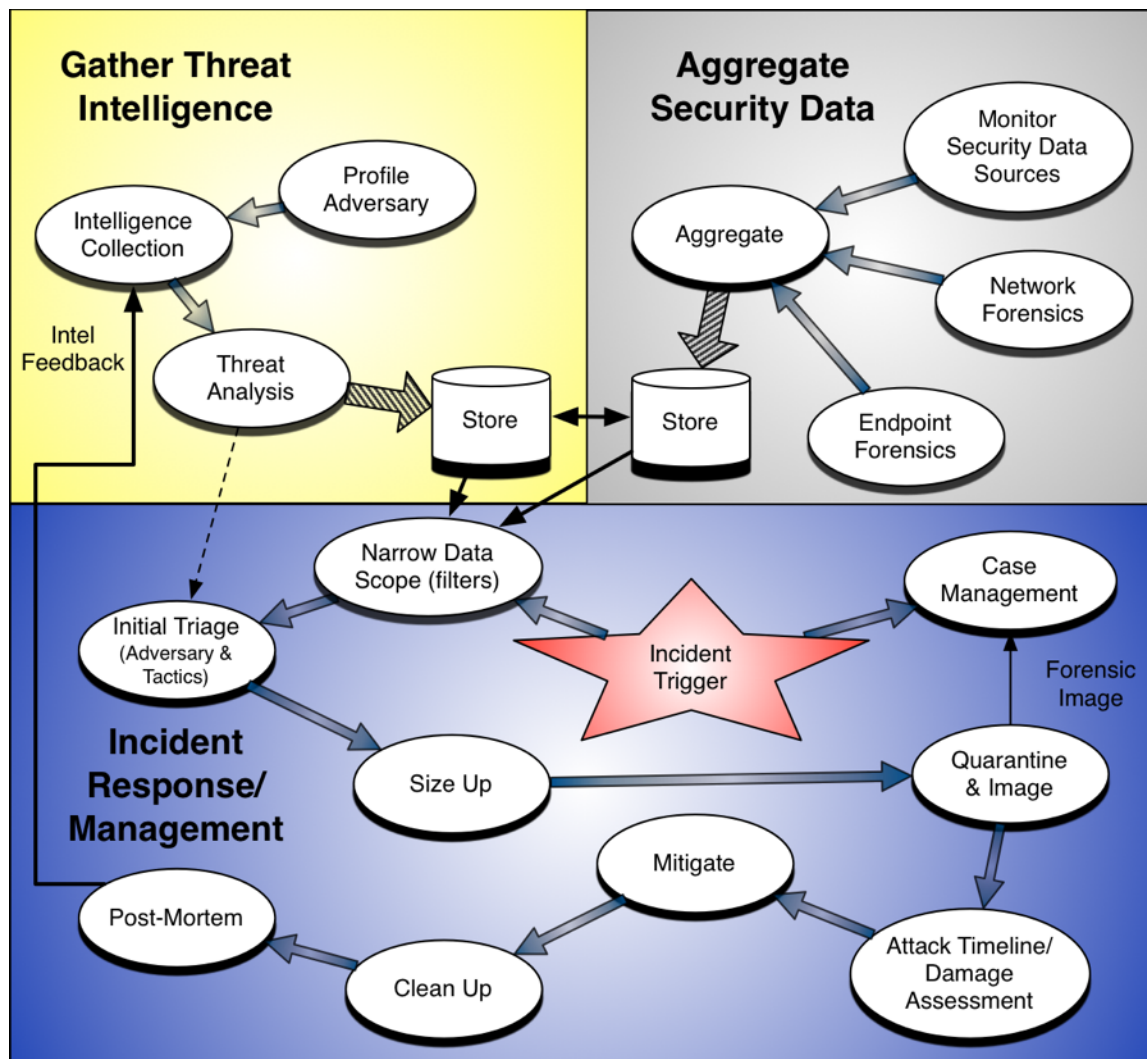 Gather Threat
Intelligence
Profile
Adversary
Intelligence
Collection
Intel
Feedback
Threat
Analysis
Store
Aggregate
Security Data
Monitor
Security Data
Sources
Aggregate
Network
Forensics
Endpoint
Forensics
Store
Narrow Data
Scope (filters)
Case
Management
Initial Triage
(Adversary &
Tactics)
Incident
Trigger
Forensic
Image
Incident
Response/
Management
Size Up
Quarantine
& Image
Mitigate
Post-Mortem
Clean Up
Attack Timeline/
Damage
Assessment